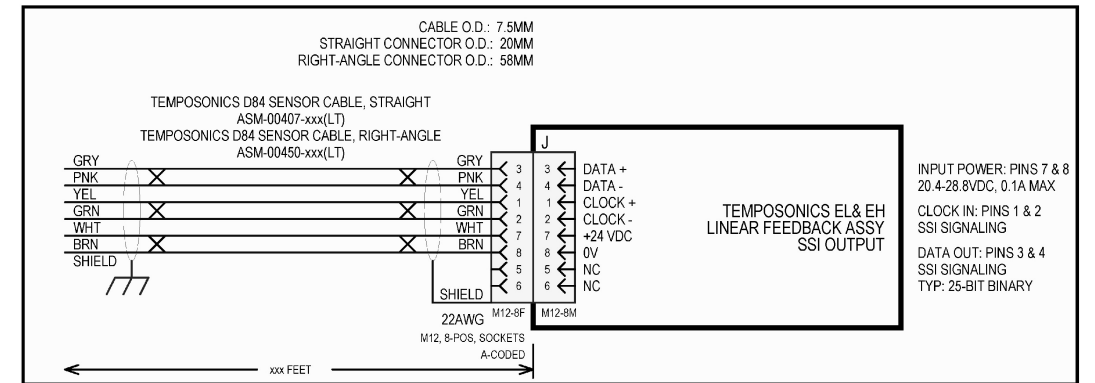 CABLE O.D.: 7.5MM
STRAIGHT CONNECTOR O.D.: 20MM
RIGHT-ANGLE CONNECTOR O.D.: 58MM
TEMPOSONICS D84 SENSOR CABLE, STRAIGHT
ASM-00407-xxx(LT)
TEMPOSONICS D84 SENSOR CABLE, RIGHT-ANGLE
ASM-00450-xxx(LT)
J
GRY GRY 3 3 DATA +
PNK PNK 4 4 DATA -
YEL YEL 1 1 CLOCK +
GRN GRN 2 2 CLOCK -
WHT WHT 7 7 +24 VDC
BRN BRN 8 8 0V
SHIELD 5 5 NC
6 6 NC
SHIELD
22AWG M12-8F M12-8M
M12, 8-POS, SOCKETS
A-CODED
xxx FEET
TEMPOSONICS EL& EH
LINEAR FEEDBACK ASSY
SSI OUTPUT
INPUT POWER: PINS 7 & 8
20.4-28.8VDC, 0.1A MAX
CLOCK IN: PINS 1 & 2
SSI SIGNALING
DATA OUT: PINS 3 & 4
SSI SIGNALING
TYP: 25-BIT BINARY